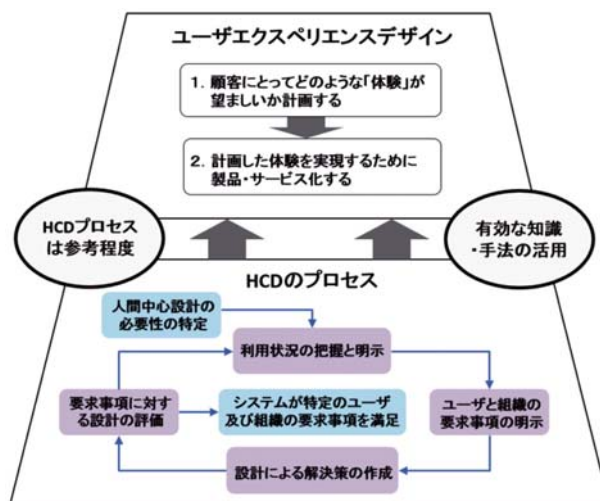 ユーザエクスペリエンスデザイン
1. 顧客にとってどのような「体験」が
望ましいか計画する
2. 計画した体験を実現するために
製品・サービス化する
HCDプロセス
は参考程度
有効な知識
・手法の活用
HCDのプロセス
人間中心設計の
必要性の特定
利用状況の把握と明示
要求事項に対す
る設計の評価
システムが特定のユーザ
及び組織の要求事項を満足
ユーザと組織の
要求事項の明示
設計による解決策の作成